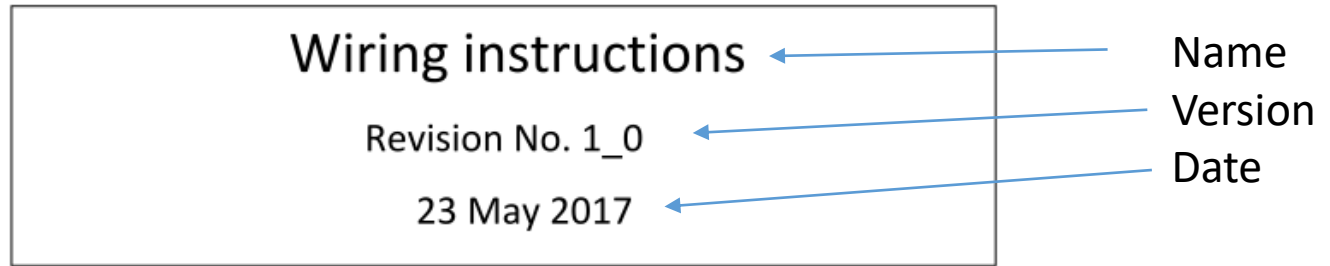 Wiring instructions
Revision No. 1_0
23 May 2017
Name
Version
Date